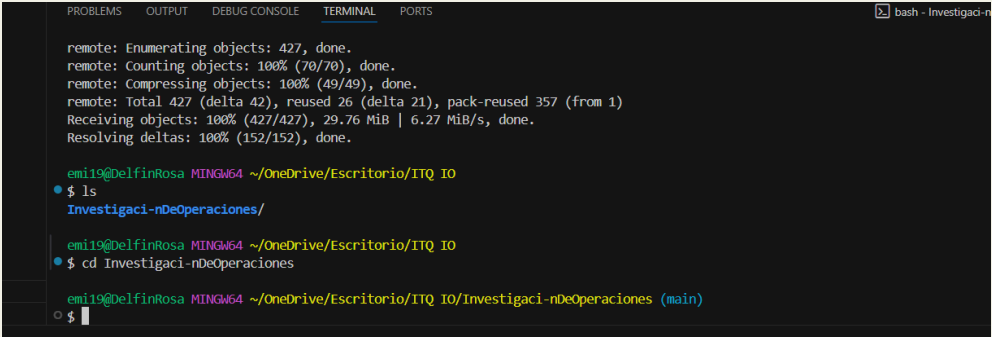 PROBLEMS OUTPUT DEBUG CONSOLE TERMINAL PORTS bash - Investigaci-n
remote: Enumerating objects: 427, done.
remote: Counting objects: 100% (70/70), done.
remote: Compressing objects: 100% (49/49), done.
remote: Total 427 (delta 42), reused 26 (delta 21), pack-reused 357 (from 1)
Receiving objects: 100% (427/427), 29.76 MiB | 6.27 MiB/s, done.
Resolving deltas: 100% (152/152), done.
emi19@DelfinRosa MINGW64 ~/OneDrive/Escritorio/ITQ IO
$ ls
Investigaci-nDeOperaciones/
emi19@DelfinRosa MINGW64 ~/OneDrive/Escritorio/ITQ IO
$ cd Investigaci-nDeOperaciones
emi19@DelfinRosa MINGW64 ~/OneDrive/Escritorio/ITQ IO/Investigaci-nDeOperaciones (main)
$